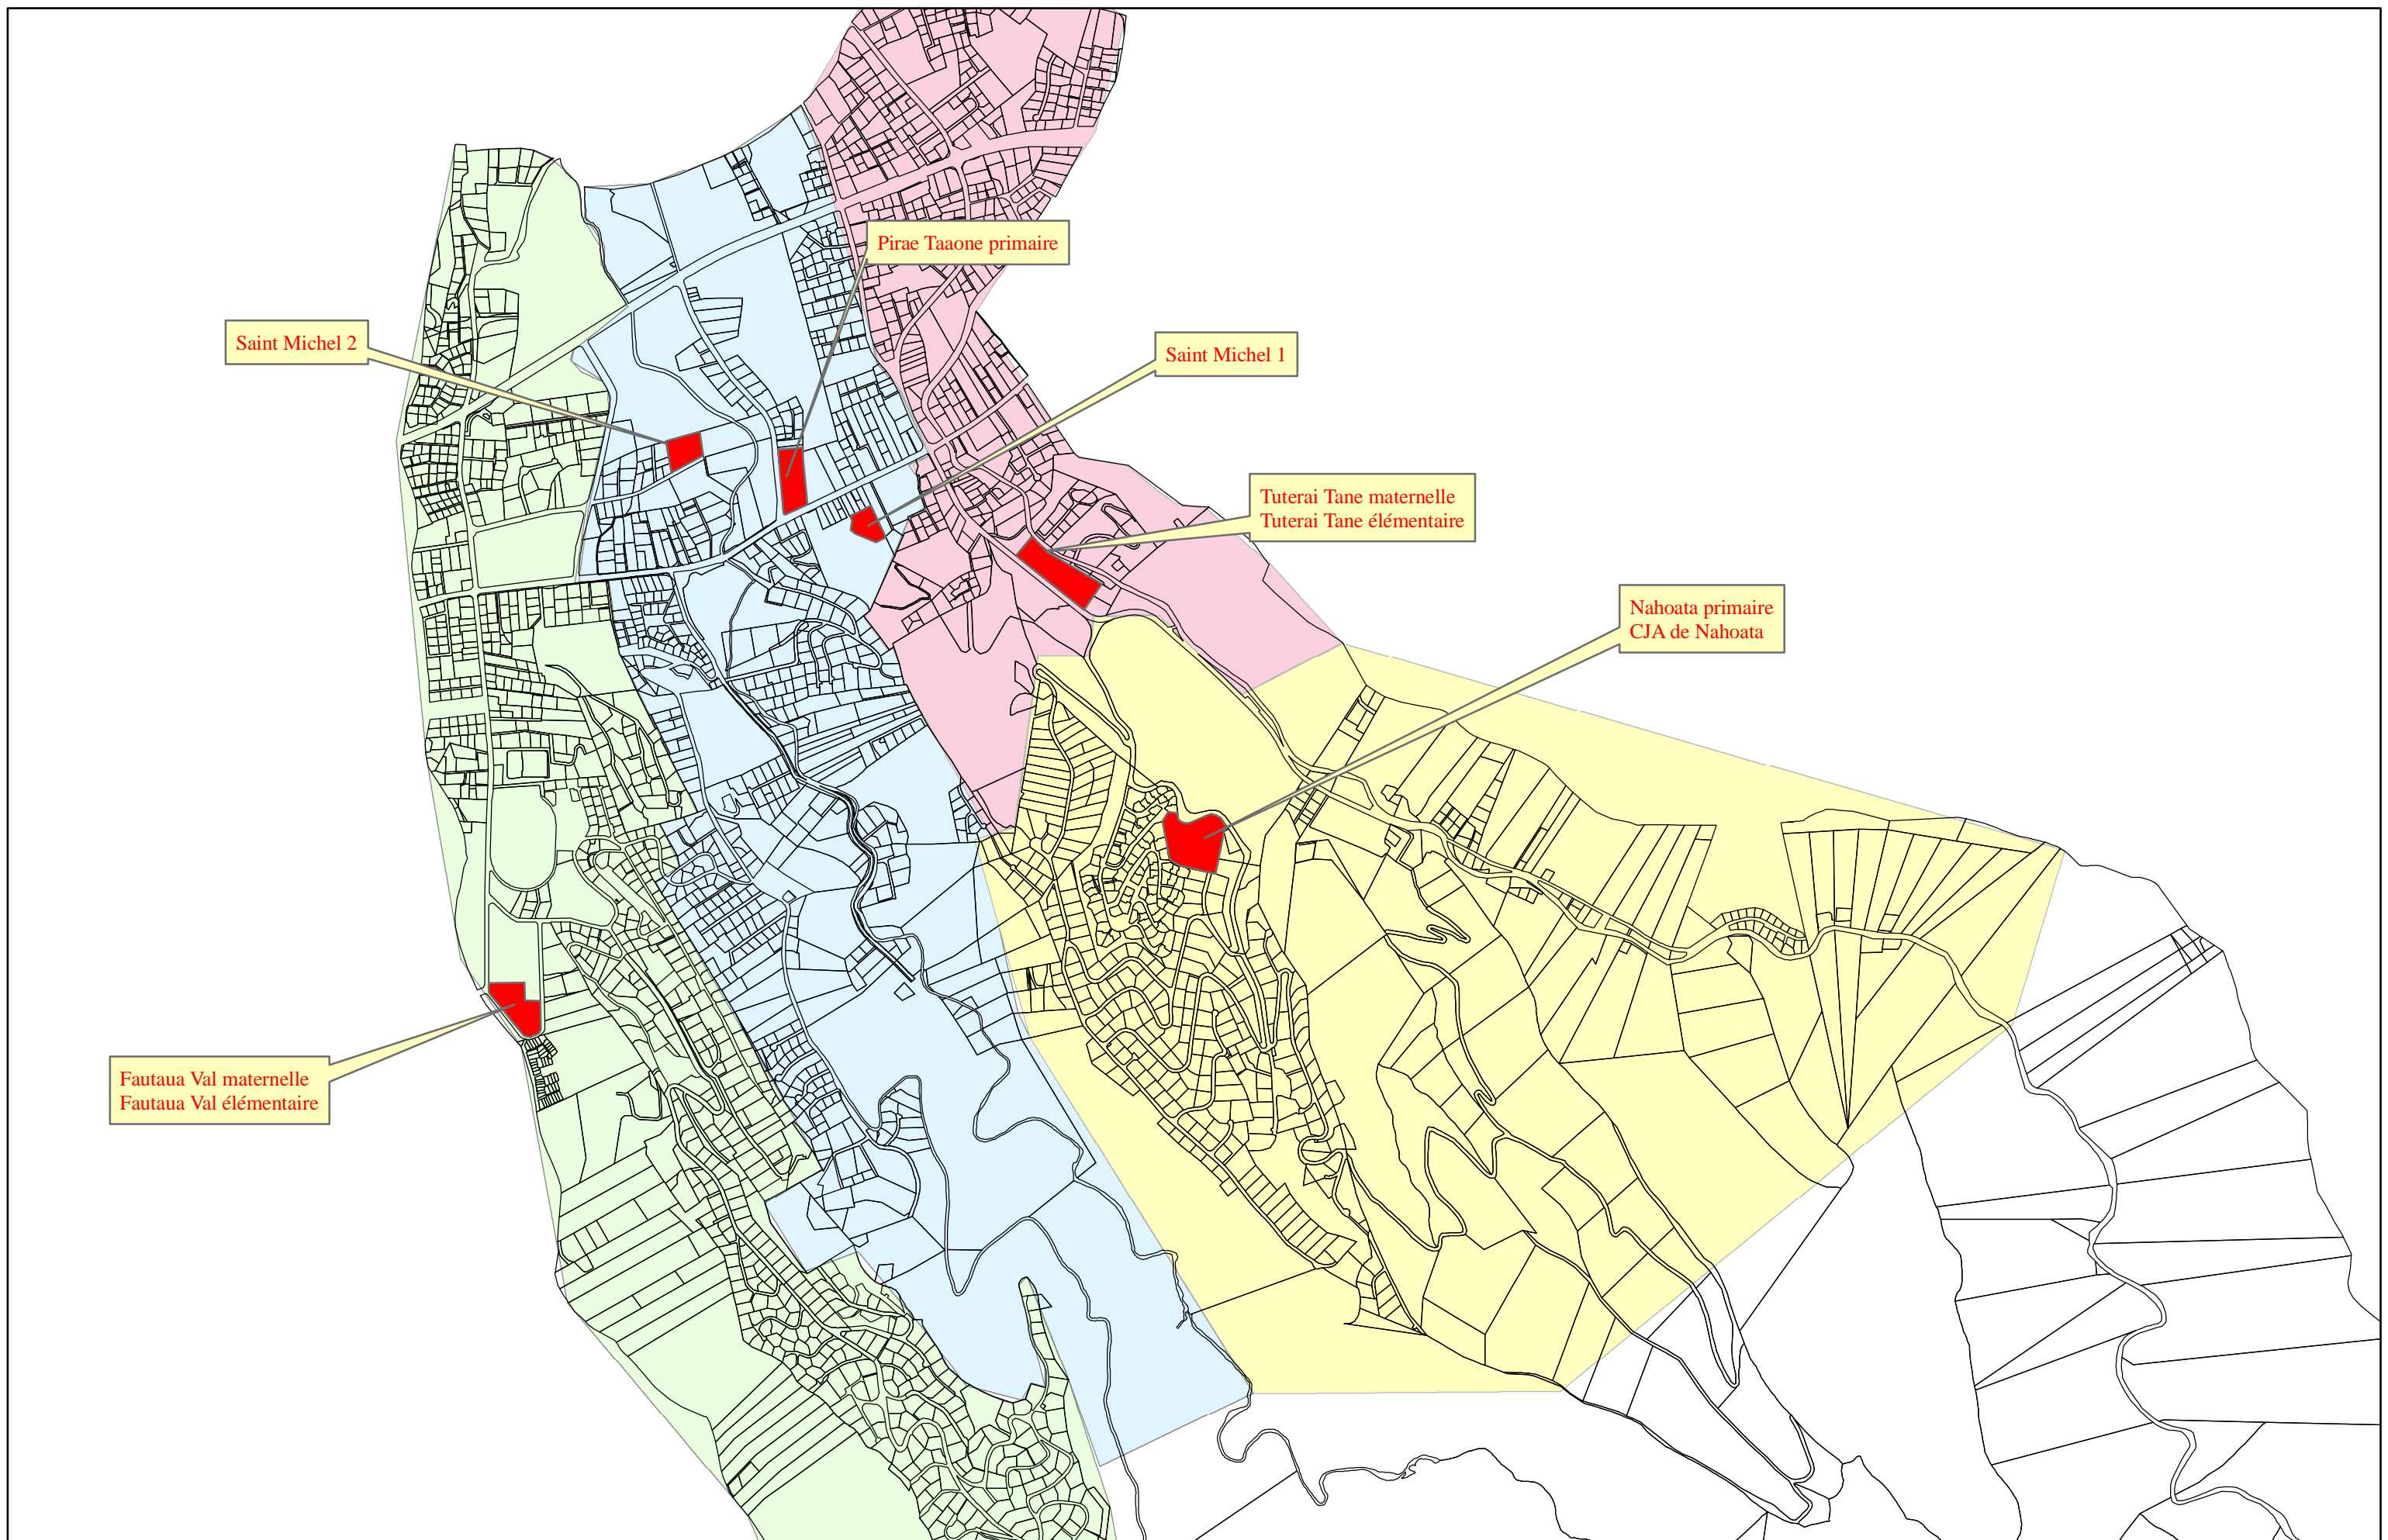 Pirae Taaone primaire
Saint Michel 2
Saint Michel 1
Tuterai Tane maternelle
Tuterai Tane élémentaire
Nahoata primaire
CJA de Nahoata
Fautaua Val maternelle
Fautaua Val élémentaire